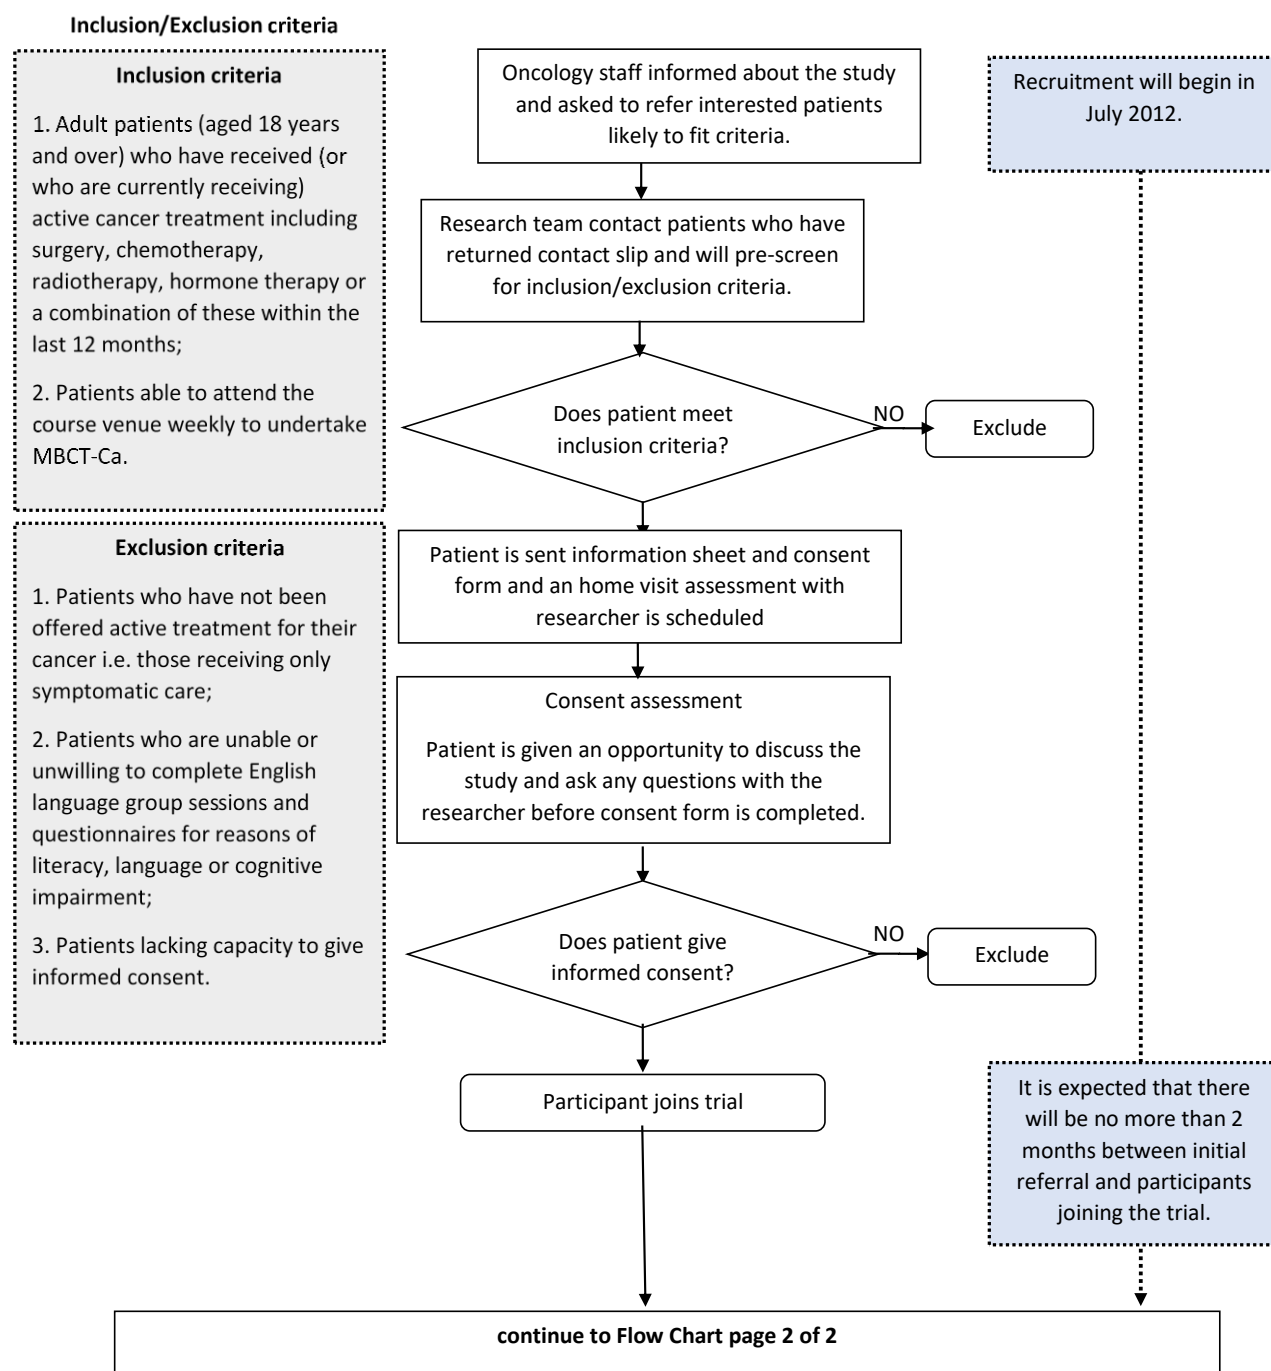 Inclusion/Exclusion criteria
Inclusion criteria
1. Adult patients (aged 18 years
and over) who have received (or
who are currently receiving)
active cancer treatment including
surgery, chemotherapy,
radiotherapy, hormone therapy or
a combination of these within the
last 12 months;
2. Patients able to attend the
course venue weekly to undertake
MBCT-Ca.
Exclusion criteria
1. Patients who have not been
offered active treatment for their
cancer i.e. those receiving only
symptomatic care;
2. Patients who are unable or
unwilling to complete English
language group sessions and
questionnaires for reasons of
literacy, language or cognitive
impairment;
3. Patients lacking capacity to give
informed consent.
Oncology staff informed about the study
and asked to refer interested patients
likely to fit criteria.
Research team contact patients who have
returned contact slip and will pre-screen
for inclusion/exclusion criteria.
Does patient meet
inclusion criteria?
NO
Exclude
Patient is sent information sheet and consent
form and an home visit assessment with
researcher is scheduled
Consent assessment
Patient is given an opportunity to discuss the
study and ask any questions with the
researcher before consent form is completed.
Does patient give
informed consent?
NO
Exclude
Participant joins trial
Recruitment will begin in
July 2012.
It is expected that there
will be no more than 2
months between initial
referral and participants
joining the trial.
continue to Flow Chart page 2 of 2